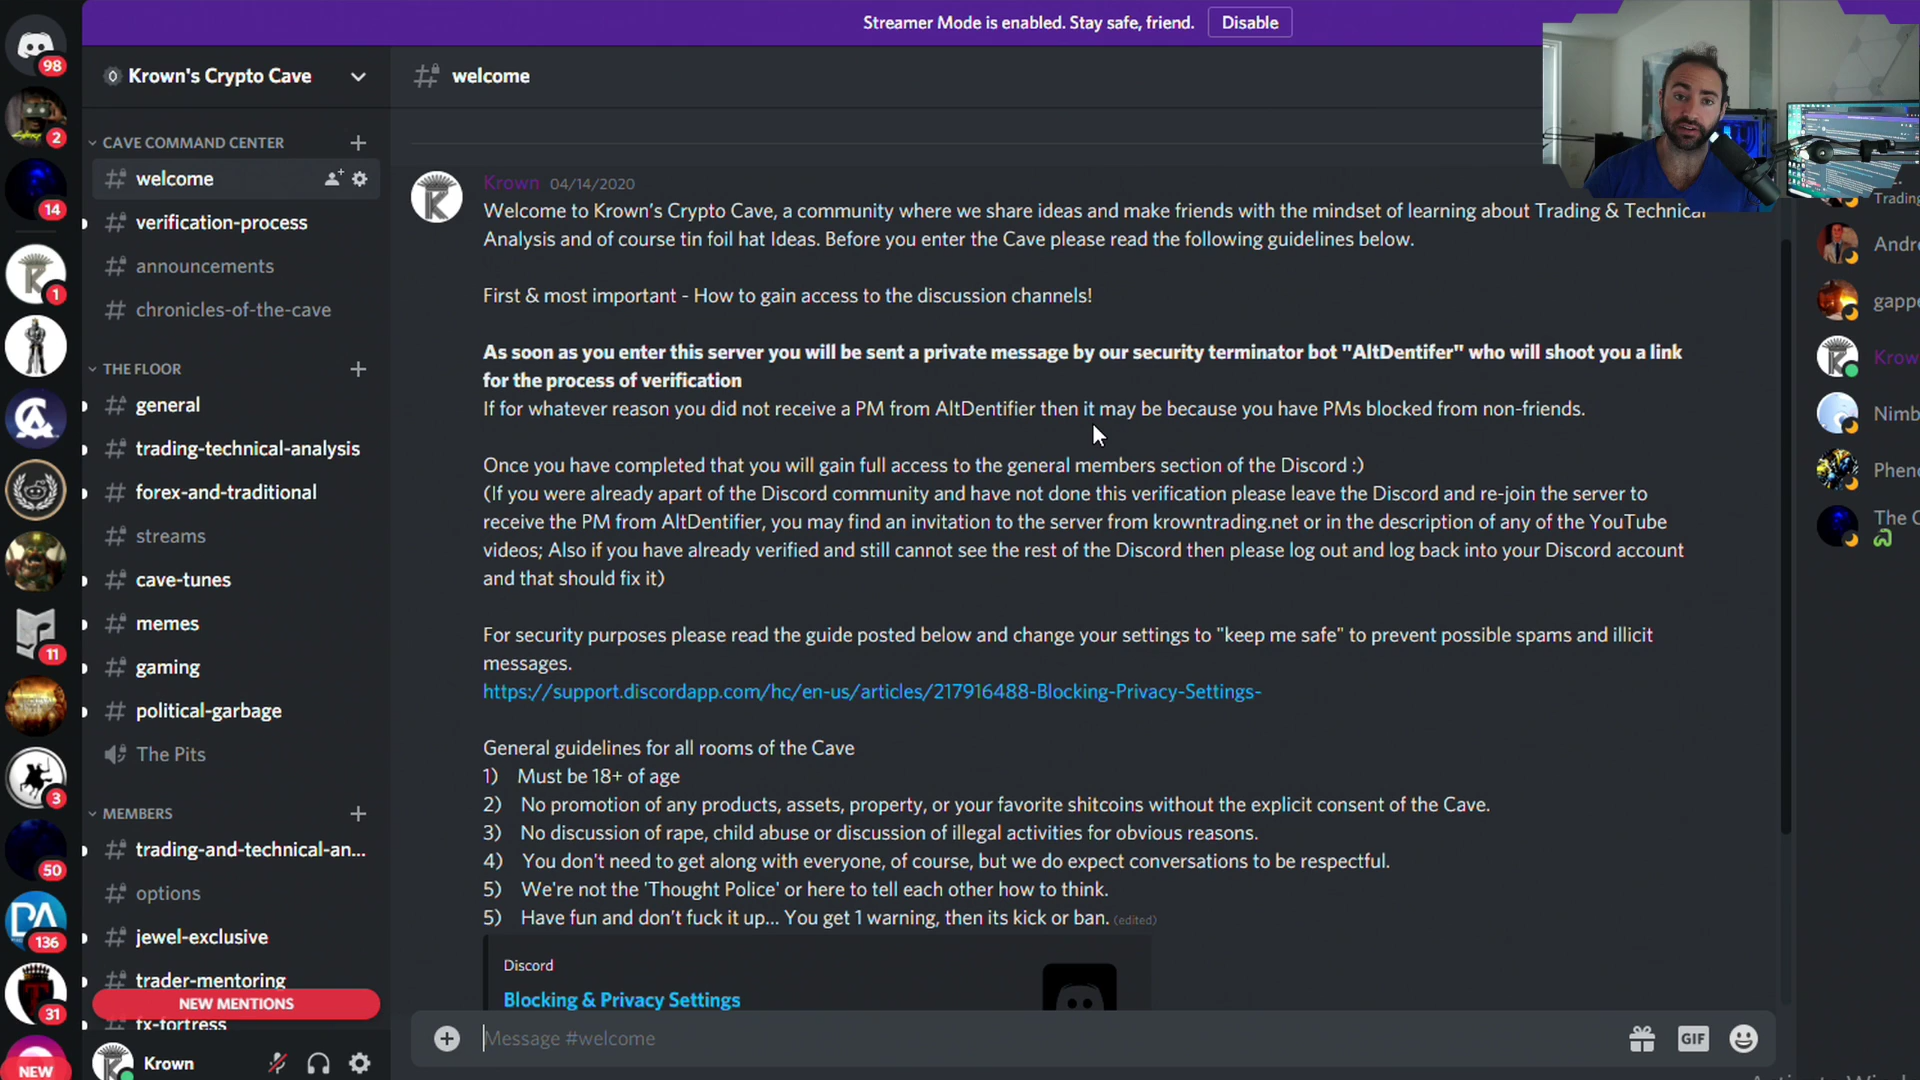 Streamer Mode is enabled. Stay safe, friend.
Disable
98
2
14
1
11
3
50
DA
136
31
NEW
Krown's Crypto Cave
CAVE COMMAND CENTER
welcome
verification-process
announcements
chronicles-of-the-cave
THE FLOOR
general
trading-technical-analysis
forex-and-traditional
streams
cave-tunes
memes
gaming
political-garbage
The Pits
MEMBERS
trading-and-technical-an...
options
jewel-exclusive
trader-mentoring
NEW MENTIONS
fx-fortress
Krown
welcome
Krown 04/14/2020
Welcome to Krown's Crypto Cave, a community where we share ideas and make friends with the mindset of learning about Trading & Technical
Analysis and of course tin foil hat Ideas. Before you enter the Cave please read the following guidelines below.
First & most important - How to gain access to the discussion channels!
As soon as you enter this server you will be sent a private message by our security terminator bot "AltDentifer" who will shoot you a link
for the process of verification
If for whatever reason you did not receive a PM from AltDentifier then it may be because you have PMs blocked from non-friends.
Once you have completed that you will gain full access to the general members section of the Discord :)
(If you were already apart of the Discord community and have not done this verification please leave the Discord and re-join the server to
receive the PM from AltDentifier, you may find an invitation to the server from krowntrading.net or in the description of any of the YouTube
videos; Also if you have already verified and still cannot see the rest of the Discord then please log out and log back into your Discord account
and that should fix it)
For security purposes please read the guide posted below and change your settings to "keep me safe" to prevent possible spams and illicit
messages.
https://support.discordapp.com/hc/en-us/articles/217916488-Blocking-Privacy-Settings-
General guidelines for all rooms of the Cave
1) Must be 18+ of age
2) No promotion of any products, assets, property, or your favorite shitcoins without the explicit consent of the Cave.
3) No discussion of rape, child abuse or discussion of illegal activities for obvious reasons.
4) You don't need to get along with everyone, of course, but we do expect conversations to be respectful.
5) We're not the 'Thought Police' or here to tell each other how to think.
5) Have fun and don't fuck it up... You get 1 warning, then its kick or ban. (edited)
Discord
Blocking & Privacy Settings
Message #welcome
GIF
Trading
Andre
gappe
Krow
Nimb
Phen
The C